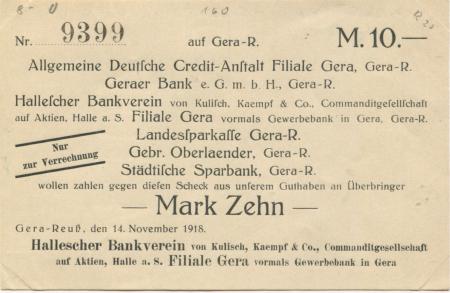 8- U 160
Nr. 9399 auf Gera-R. M. 10.—
Allgemeine Deutsche Credit-Anstalt Filiale Gera, Gera-R.
Geraer Bank e. G. m. b. H., Gera-R.
Hallescher Bankverein von Kulisch, Kaempf & Co., Commanditgesellschaft
auf Aktien, Halle a. S. Filiale Gera vormals Gewerbebank in Gera, Gera-R.
Landessparkasse Gera-R.
Nur
zur Verrechnung
Gebr. Oberlaender, Gera-R.
Städtische Sparbank, Gera-R.
wollen zahlen gegen diesen Scheck aus unserem Guthaben an Überbringer
— Mark Zehn —
Gera-Reuß, den 14. November 1918.
Hallescher Bankverein von Kulisch, Kaempf & Co., Commanditgesellschaft
auf Aktien, Halle a. S. Filiale Gera vormals Gewerbebank in Gera